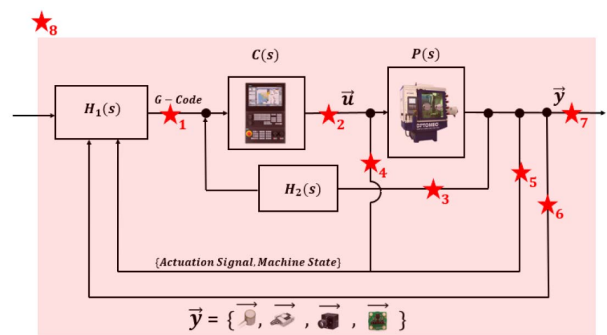 8
C(s)
P(s)
H₁(s)
G − Code
1
u⃗
2
y⃗
7
4
5
H₂(s)
3
6
{Actuation Signal, Machine State}
y⃗ = { , , , }